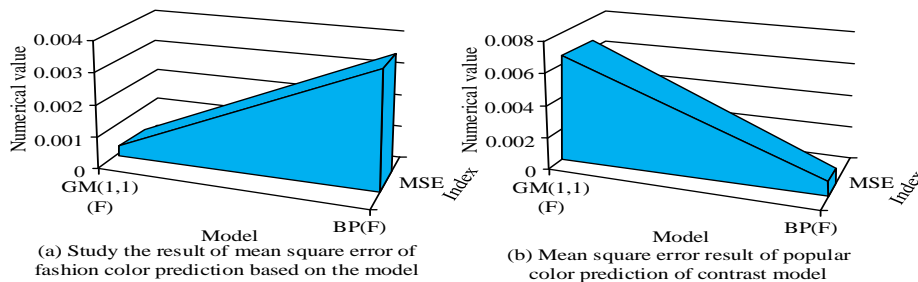 Numerical value
0.004
0.003
0.002
0.001
0
GM(1,1)
(F)
BP(F)
Model
MSE
Index
(a) Study the result of mean square error of
fashion color prediction based on the model
Numerical value
0.008
0.006
0.004
0.002
0
GM(1,1)
(F)
BP(F)
Model
MSE
Index
(b) Mean square error result of popular
color prediction of contrast model